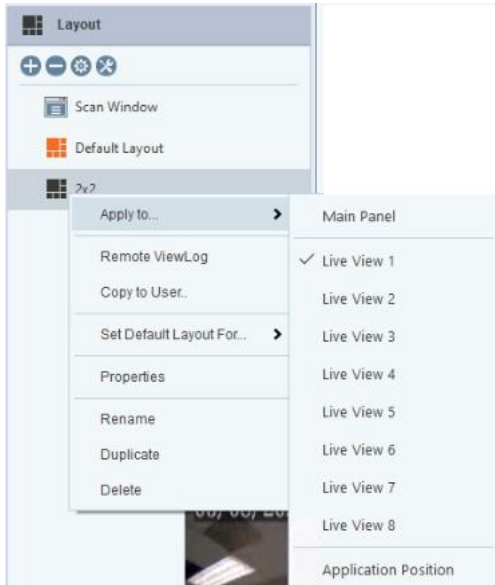 Layout
Scan Window
Default Layout
2x2
Apply to...
Remote ViewLog
Copy to User..
Set Default Layout For...
Properties
Rename
Duplicate
Delete
Main Panel
Live View 1
Live View 2
Live View 3
Live View 4
Live View 5
Live View 6
Live View 7
Live View 8
Application Position